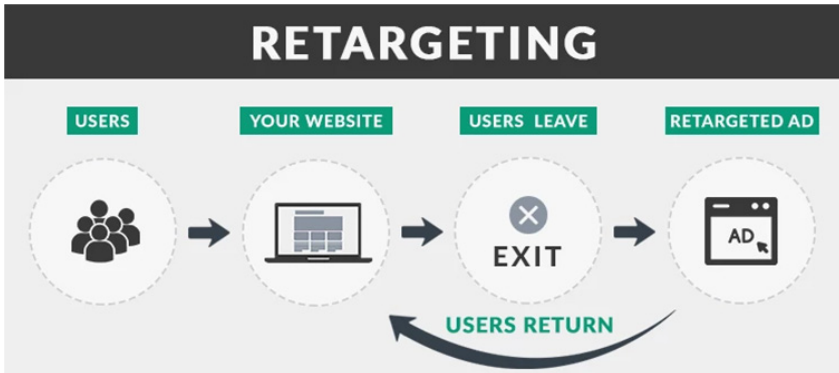 RETARGETING
USERS
YOUR WEBSITE
USERS LEAVE
RETARGETED AD
EXIT
AD
USERS RETURN